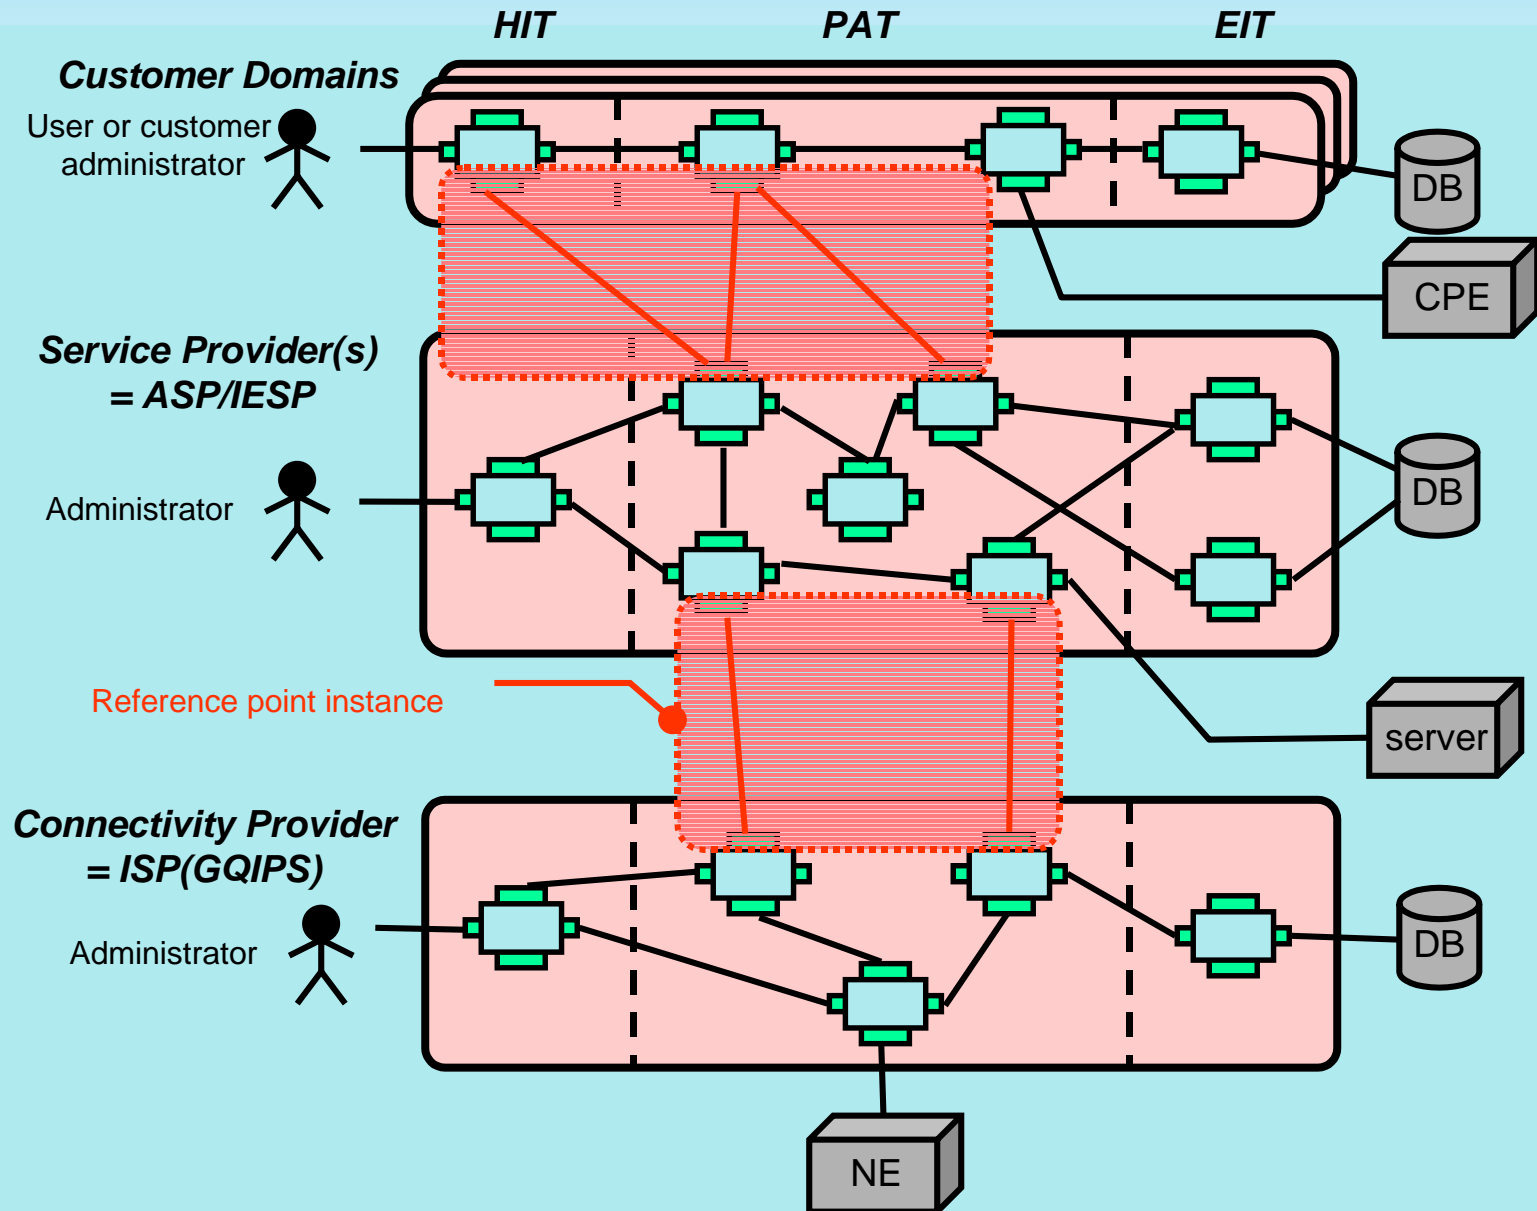 HIT
PAT
EIT
Customer Domains
User or customer
administrator
DB
CPE
Service Provider(s)
= ASP/IESP
Administrator
DB
Reference point instance
server
Connectivity Provider
= ISP(GQIPS)
Administrator
DB
NE